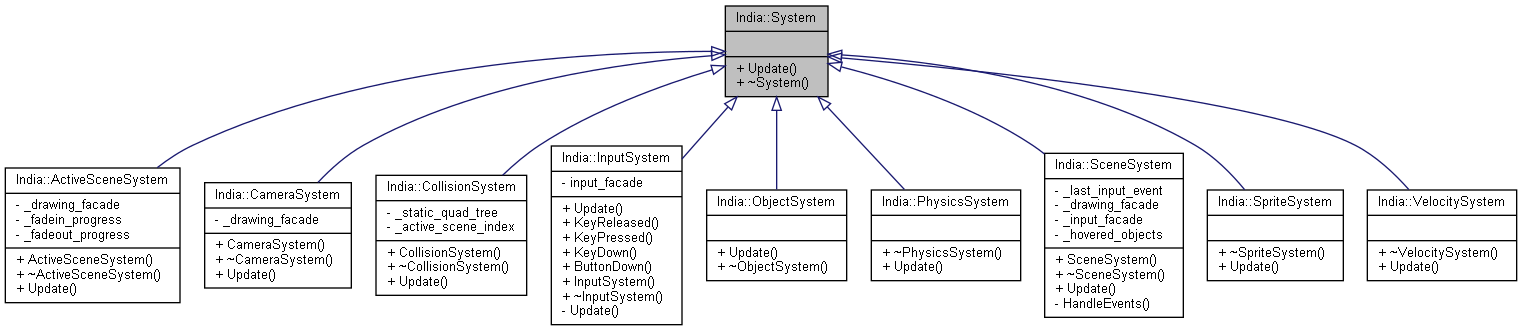 India::System
+ Update()
+ ~System()
India::ActiveSceneSystem
- _drawing_facade
- _fadein_progress
- _fadeout_progress
+ ActiveSceneSystem()
+ ~ActiveSceneSystem()
+ Update()
India::CameraSystem
- _drawing_facade
+ CameraSystem()
+ ~CameraSystem()
+ Update()
India::CollisionSystem
- _static_quad_tree
- _active_scene_index
+ CollisionSystem()
+ ~CollisionSystem()
+ Update()
India::InputSystem
- input_facade
+ Update()
+ KeyReleased()
+ KeyPressed()
+ KeyDown()
+ ButtonDown()
+ InputSystem()
+ ~InputSystem()
- Update()
India::ObjectSystem
+ Update()
+ ~ObjectSystem()
India::PhysicsSystem
+ ~PhysicsSystem()
+ Update()
India::SceneSystem
- _last_input_event
- _drawing_facade
- _input_facade
- _hovered_objects
+ SceneSystem()
+ ~SceneSystem()
+ Update()
- HandleEvents()
India::SpriteSystem
+ ~SpriteSystem()
+ Update()
India::VelocitySystem
+ ~VelocitySystem()
+ Update()